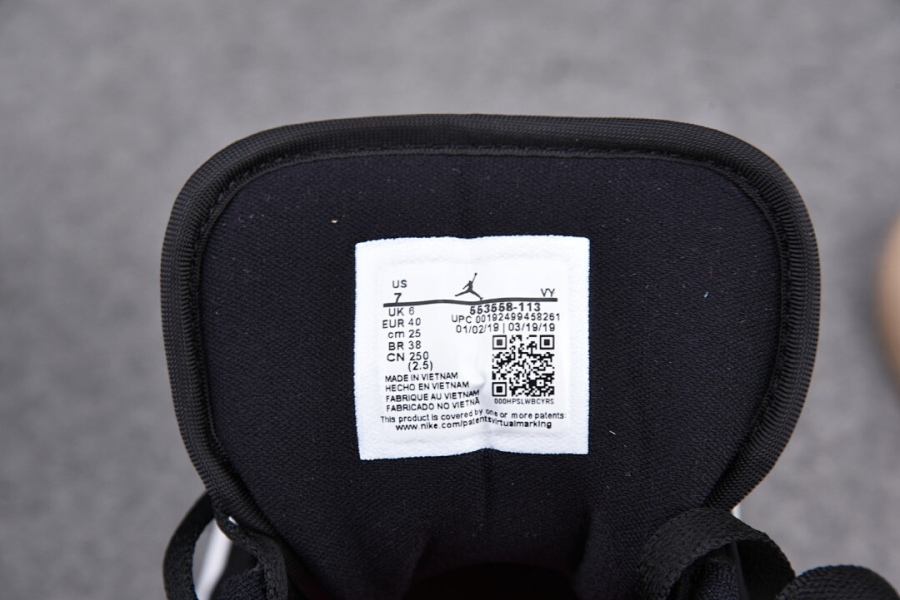 US
7 VY
UK 6 553558-113
EUR 40 UPC 00192499458261
cm 25 01/02/19 | 03/19/19
BR 38
CN 250
(2.5)
MADE IN VIETNAM
HECHO EN VIETNAM
FABRIQUE AU VIETNAM
FABRICADO NO VIETNÃ
000HPSLWBCYRS
This product is covered by one or more patents:
www.nike.com/patentsvirtualmarking